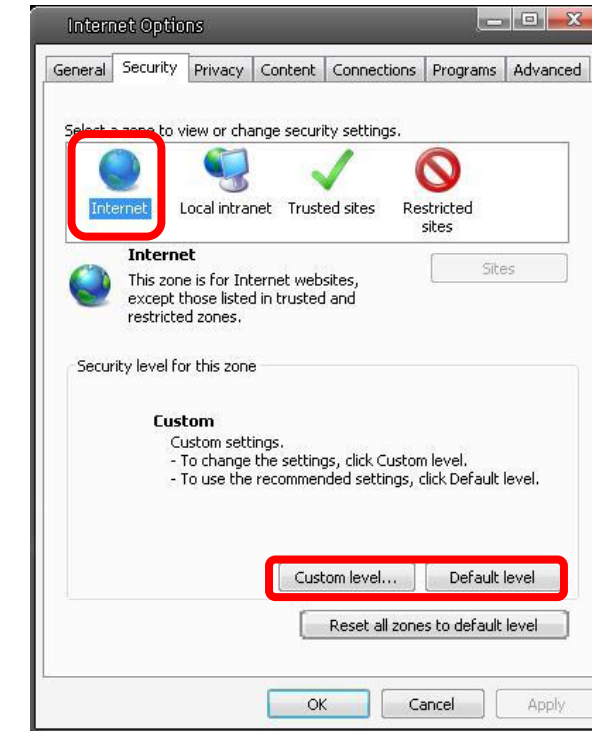 Internet Options
General Security Privacy Content Connections Programs Advanced
Select a zone to view or change security settings.
Internet Local intranet Trusted sites Restricted sites
Internet
Sites
This zone is for Internet websites,
except those listed in trusted and
restricted zones.
Security level for this zone
Custom
Custom settings.
- To change the settings, click Custom level.
- To use the recommended settings, click Default level.
Custom level... Default level
Reset all zones to default level
OK Cancel Apply